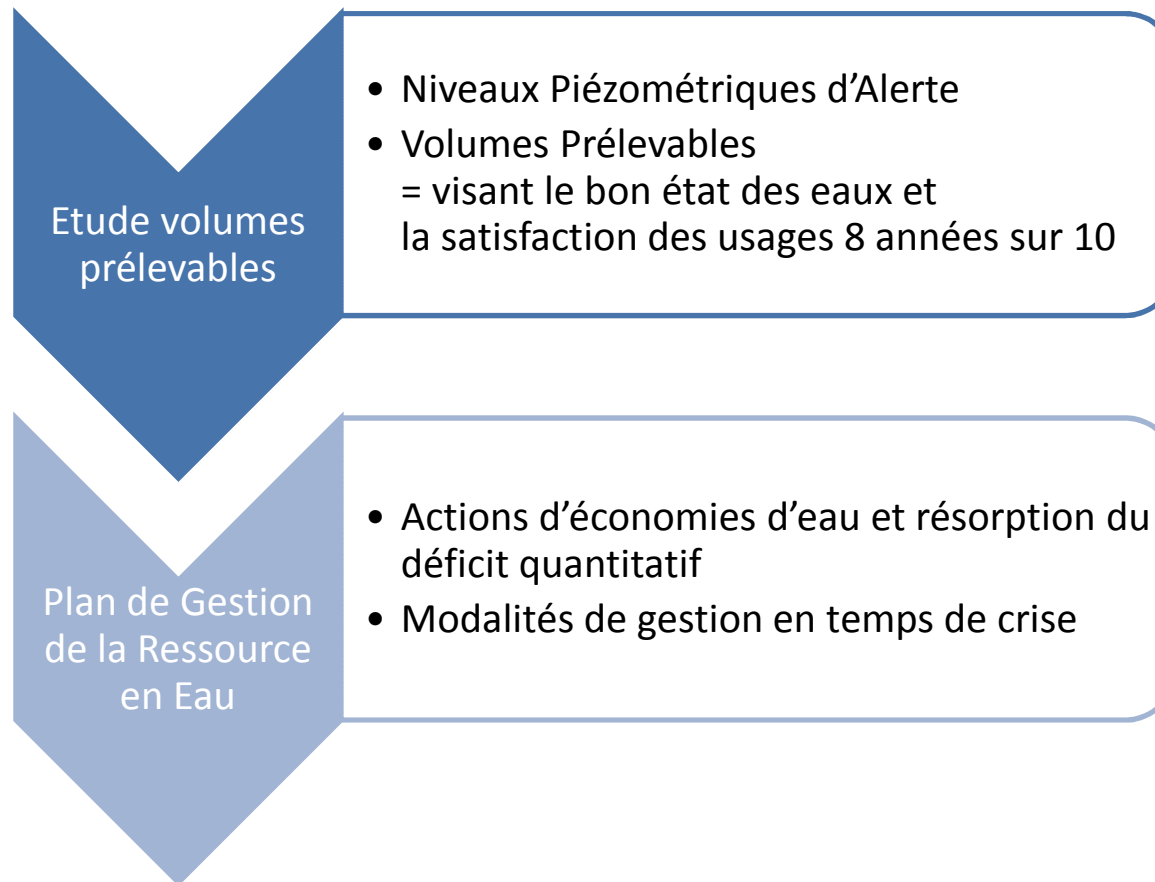 Etude volumes
prélevables
• Niveaux Piézométriques d’Alerte
• Volumes Prélevables
= visant le bon état des eaux et
la satisfaction des usages 8 années sur 10
Plan de Gestion
de la Ressource
en Eau
• Actions d’économies d’eau et résorption du
déficit quantitatif
• Modalités de gestion en temps de crise